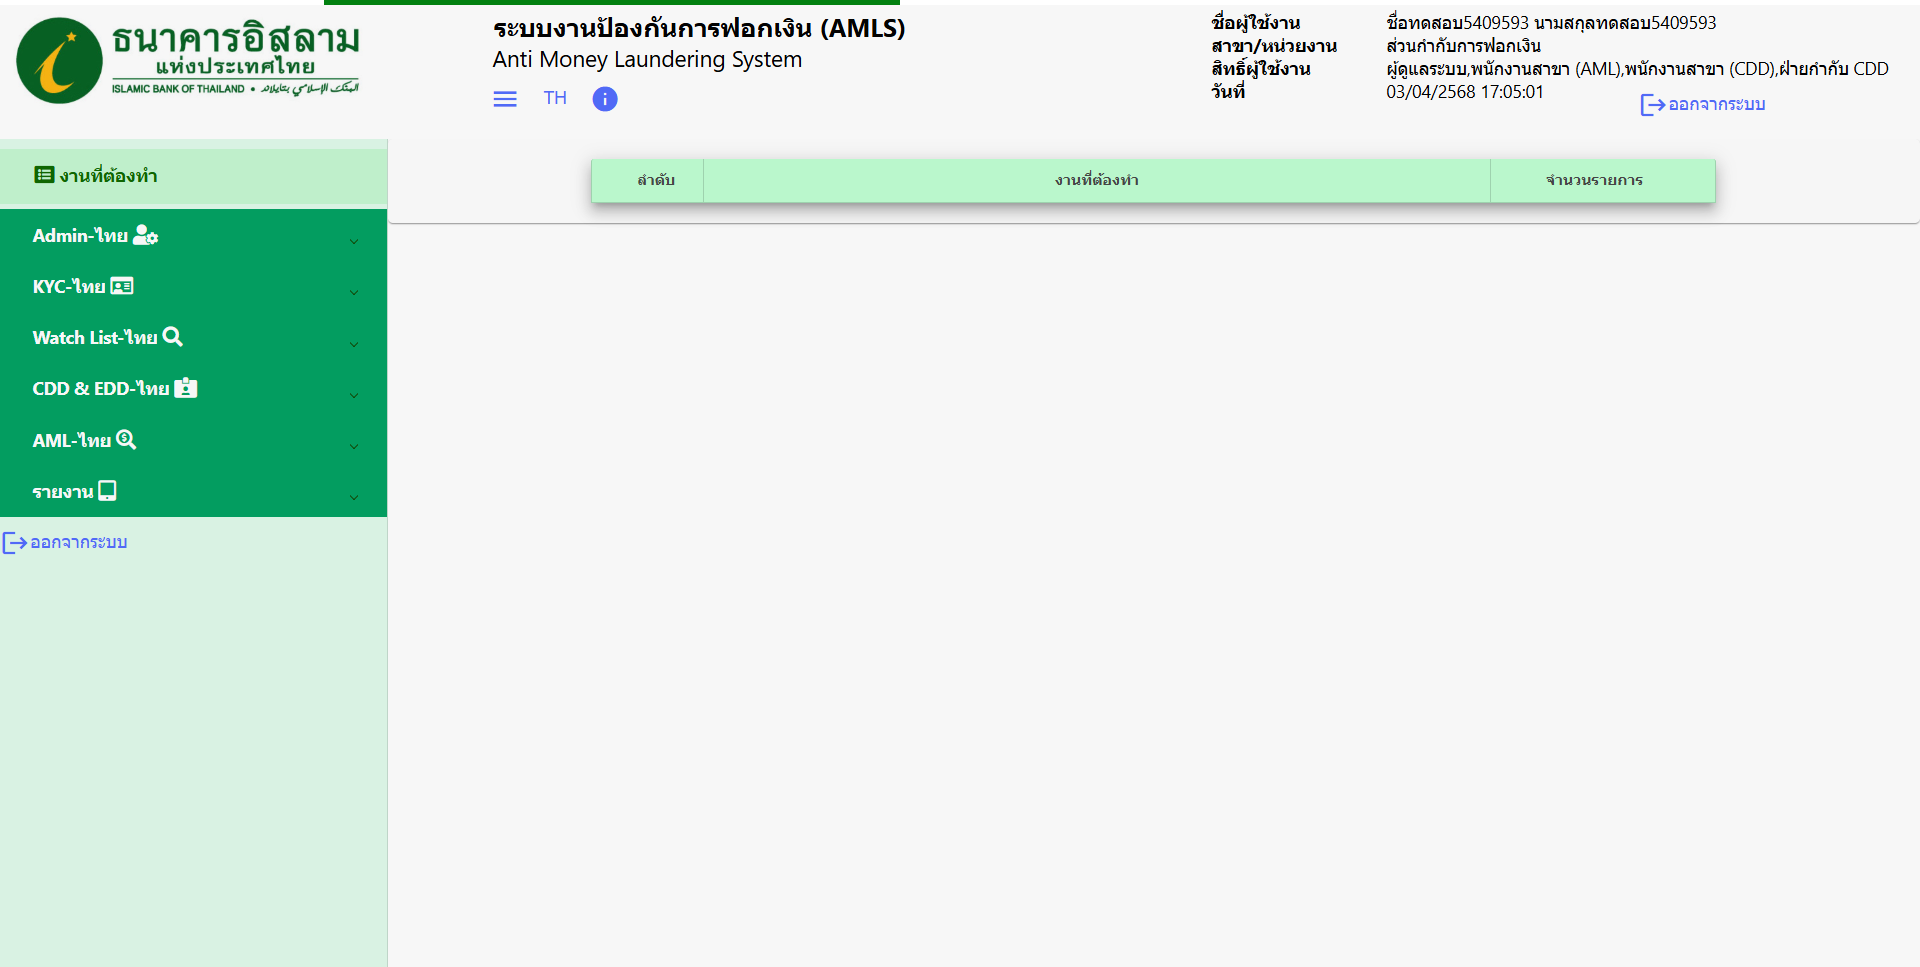 ธนาคารอิสลาม
แห่งประเทศไทย
ISLAMIC BANK OF THAILAND • البنك الإسلامي بتايلاند
ระบบงานป้องกันการฟอกเงิน (AMLS)
Anti Money Laundering System
TH
ชื่อผู้ใช้งาน ชื่อทดสอบ5409593 นามสกุลทดสอบ5409593
สาขา/หน่วยงาน ส่วนกำกับการฟอกเงิน
สิทธิ์ผู้ใช้งาน ผู้ดูแลระบบ,พนักงานสาขา (AML),พนักงานสาขา (CDD),ฝ่ายกำกับ CDD
วันที่ 03/04/2568 17:05:01
ออกจากระบบ
งานที่ต้องทำ
Admin-ไทย
KYC-ไทย
Watch List-ไทย
CDD & EDD-ไทย
AML-ไทย
รายงาน
ออกจากระบบ
ลำดับ งานที่ต้องทำ จำนวนรายการ